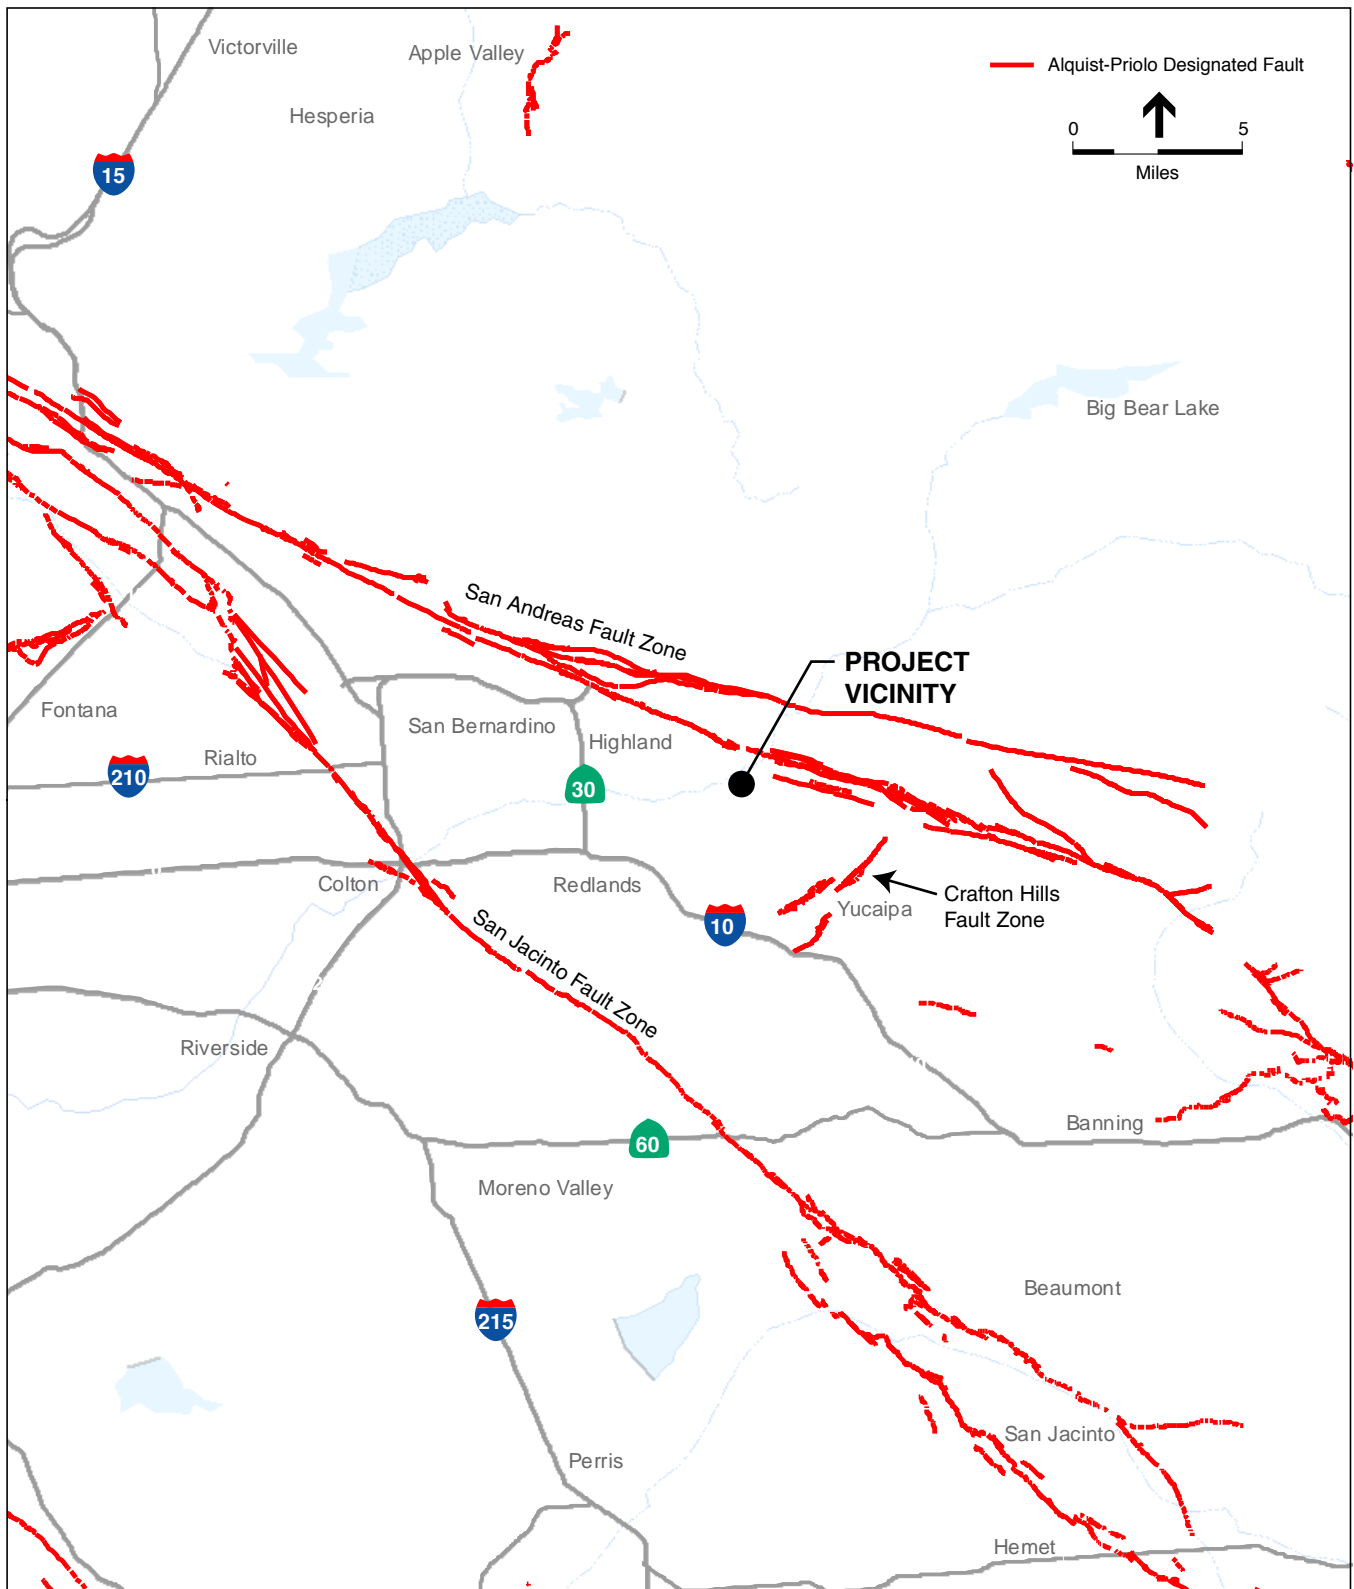 Victorville
Apple Valley
Alquist-Priolo Designated Fault
Hesperia
0 5
Miles
15
Big Bear Lake
San Andreas Fault Zone
PROJECT
VICINITY
Fontana
San Bernardino
Highland
Rialto
210
30
Colton
Redlands
Crafton Hills
Fault Zone
Yucaipa
10
San Jacinto Fault Zone
Riverside
Banning
60
Moreno Valley
Beaumont
215
San Jacinto
Perris
Hemet